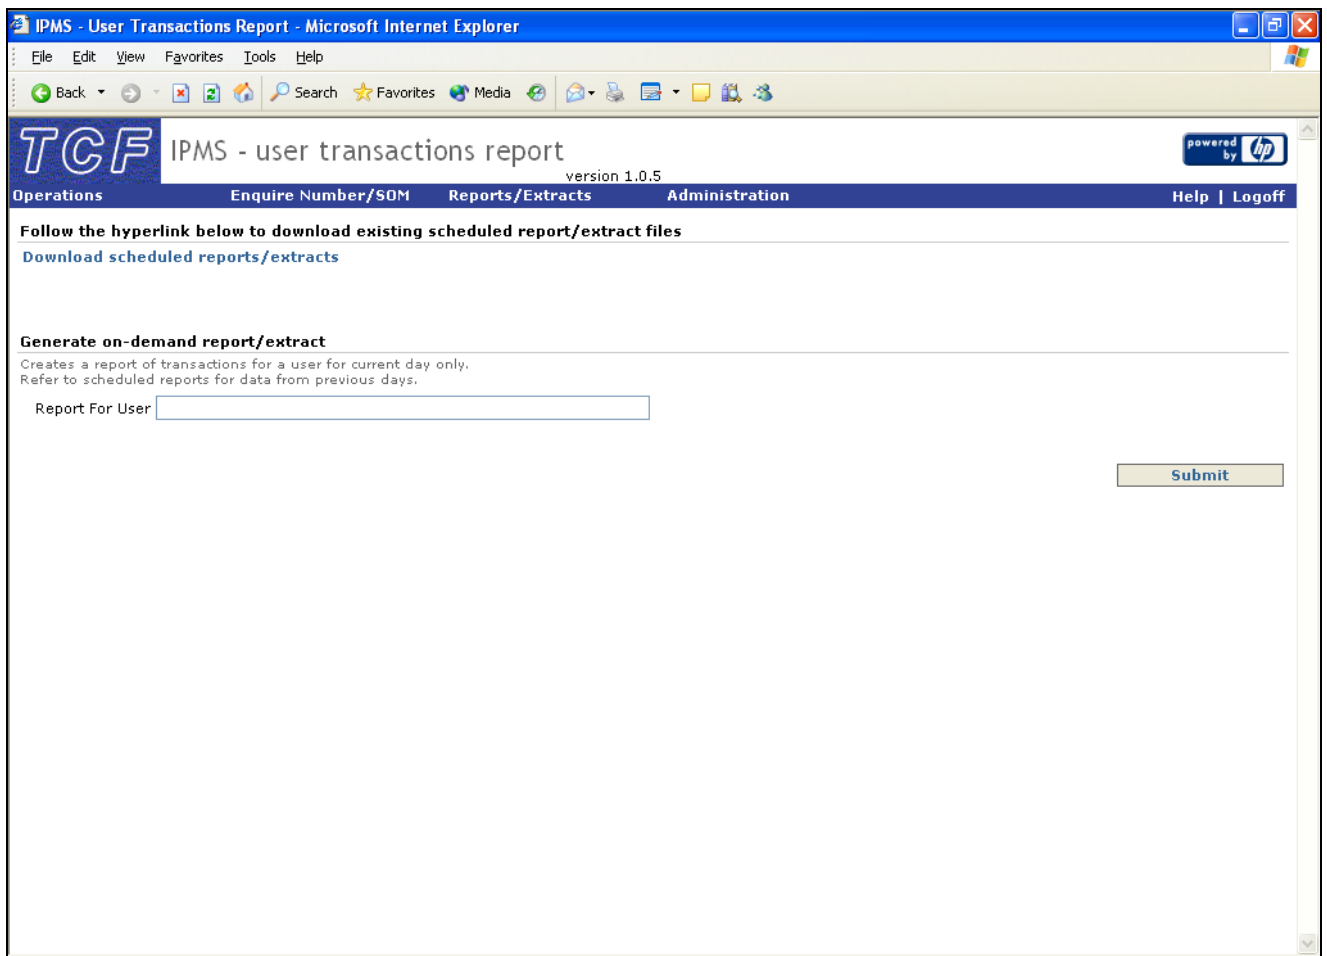 IPMS - User Transactions Report - Microsoft Internet Explorer
File Edit View Favorites Tools Help
Back Search Favorites Media
TCF IPMS - user transactions report powered by hp
version 1.0.5
Operations Enquire Number/SOM Reports/Extracts Administration Help | Logoff
Follow the hyperlink below to download existing scheduled report/extract files
Download scheduled reports/extracts
Generate on-demand report/extract
Creates a report of transactions for a user for current day only.
Refer to scheduled reports for data from previous days.
Report For User
Submit